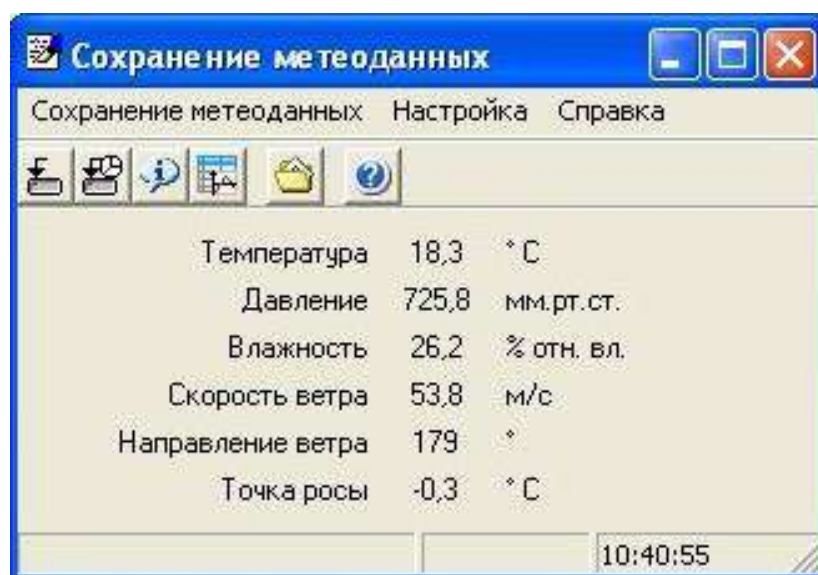 Сохранение метеоданных
Сохранение метеоданных Настройка Справка
Температура 18,3 ° C
Давление 725,8 мм.рт.ст.
Влажность 26,2 % отн. вл.
Скорость ветра 53,8 м/с
Направление ветра 179 °
Точка росы -0,3 ° C
10:40:55